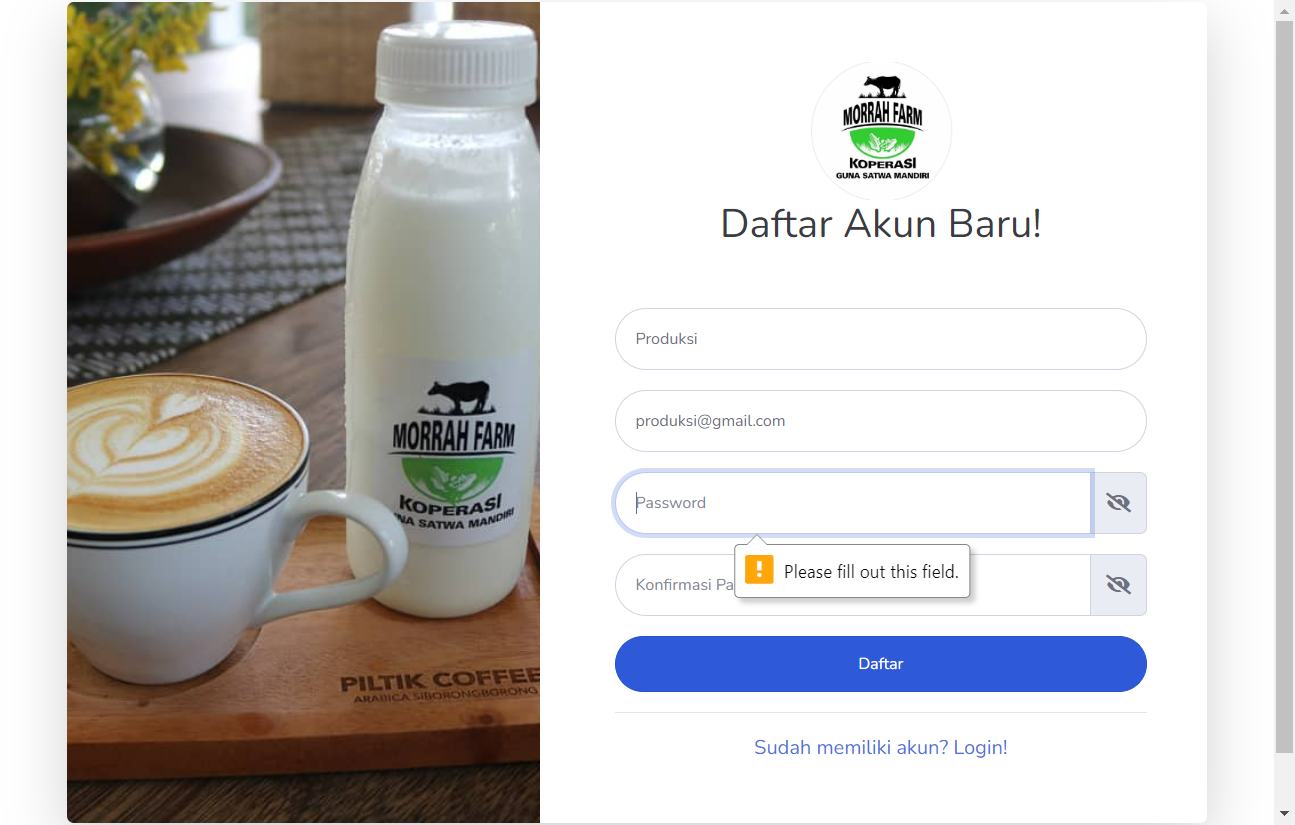 MORRAH FARM
KOPERASI
GUNA SATWA MANDIRI
PILTIK COFFEE
ARABICA SIBORONGBORONG
MORRAH FARM
KOPERASI
GUNA SATWA MANDIRI
Daftar Akun Baru!
Produksi
produksi@gmail.com
Password
Please fill out this field.
Konfirmasi Pa
Daftar
Sudah memiliki akun? Login!